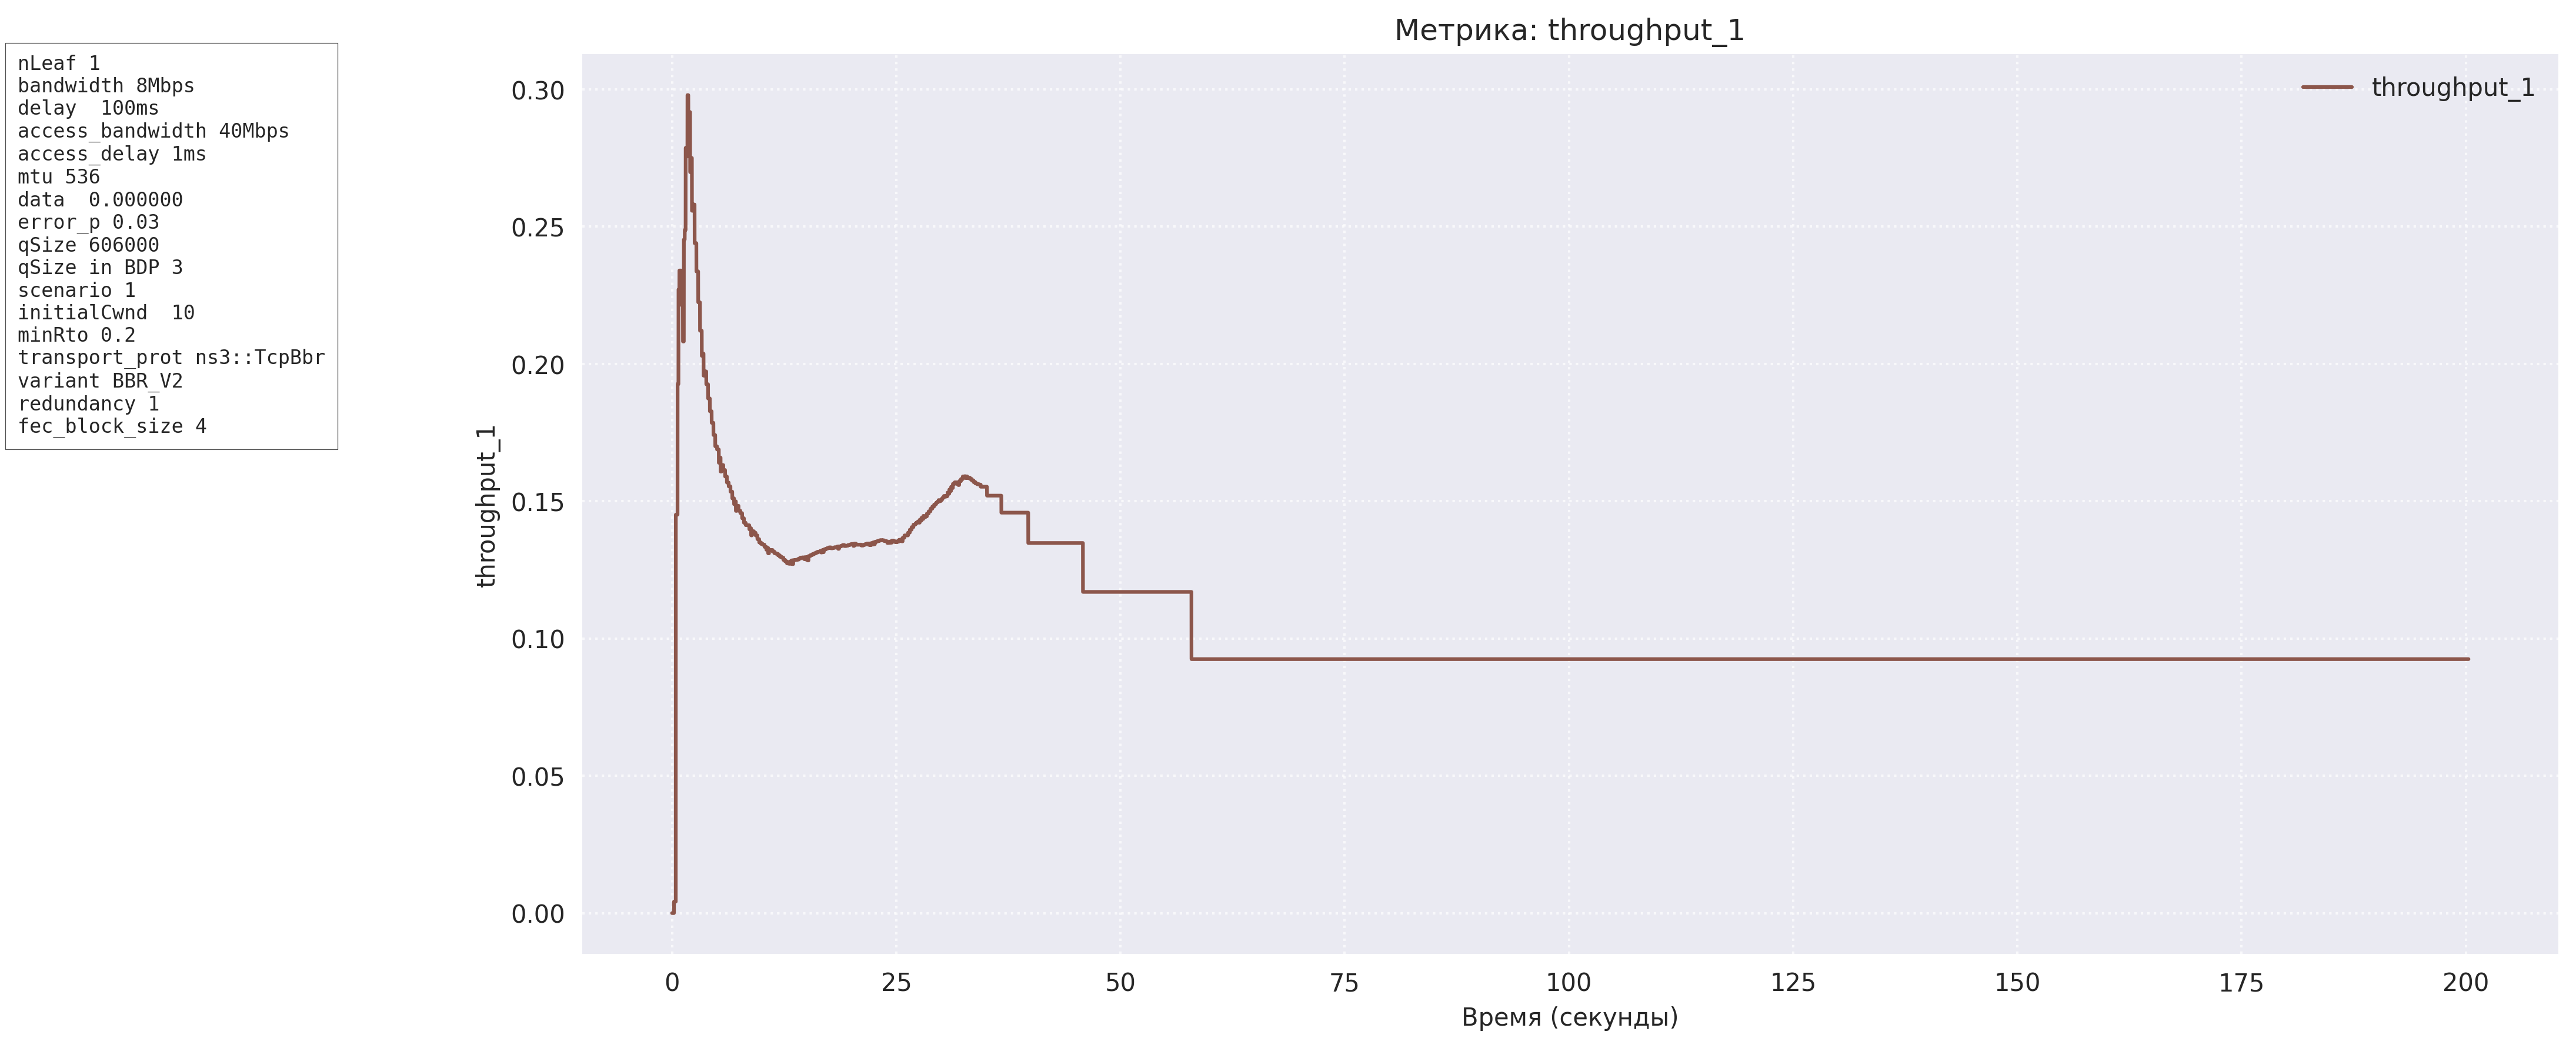 Метрика: throughput_1
nLeaf 1
bandwidth 8Mbps
delay  100ms
access_bandwidth 40Mbps
access_delay 1ms
mtu 536
data  0.000000
error_p 0.03
qSize 606000
qSize in BDP 3
scenario 1
initialCwnd  10
minRto 0.2
transport_prot ns3::TcpBbr
variant BBR_V2
redundancy 1
fec_block_size 4
throughput_1
throughput_1
0.30
0.25
0.20
0.15
0.10
0.05
0.00
0 25 50 75 100 125 150 175 200
Время (секунды)